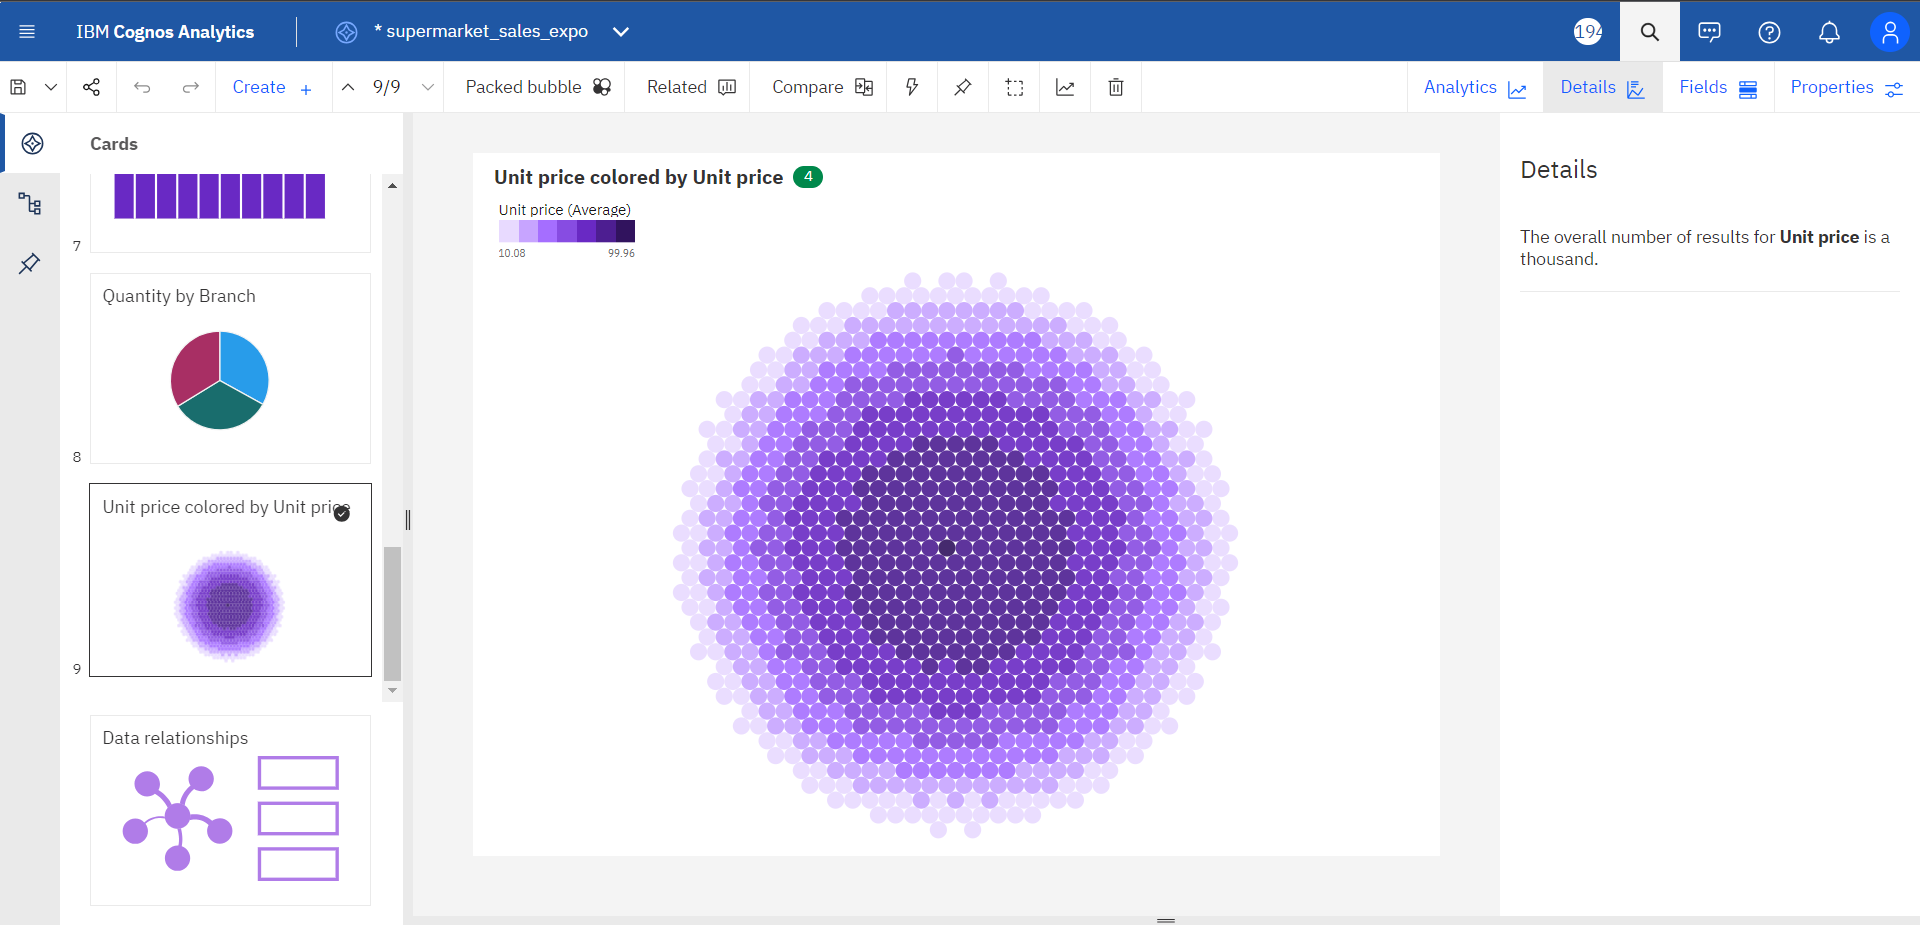 IBM Cognos Analytics
* supermarket_sales_expo
194
Create +
9/9
Packed bubble
Related
Compare
Analytics
Details
Fields
Properties
Cards
7
Quantity by Branch
8
Unit price colored by Unit price
9
Data relationships
Unit price colored by Unit price 4
Unit price (Average)
10.08 99.96
Details
The overall number of results for Unit price is a
thousand.